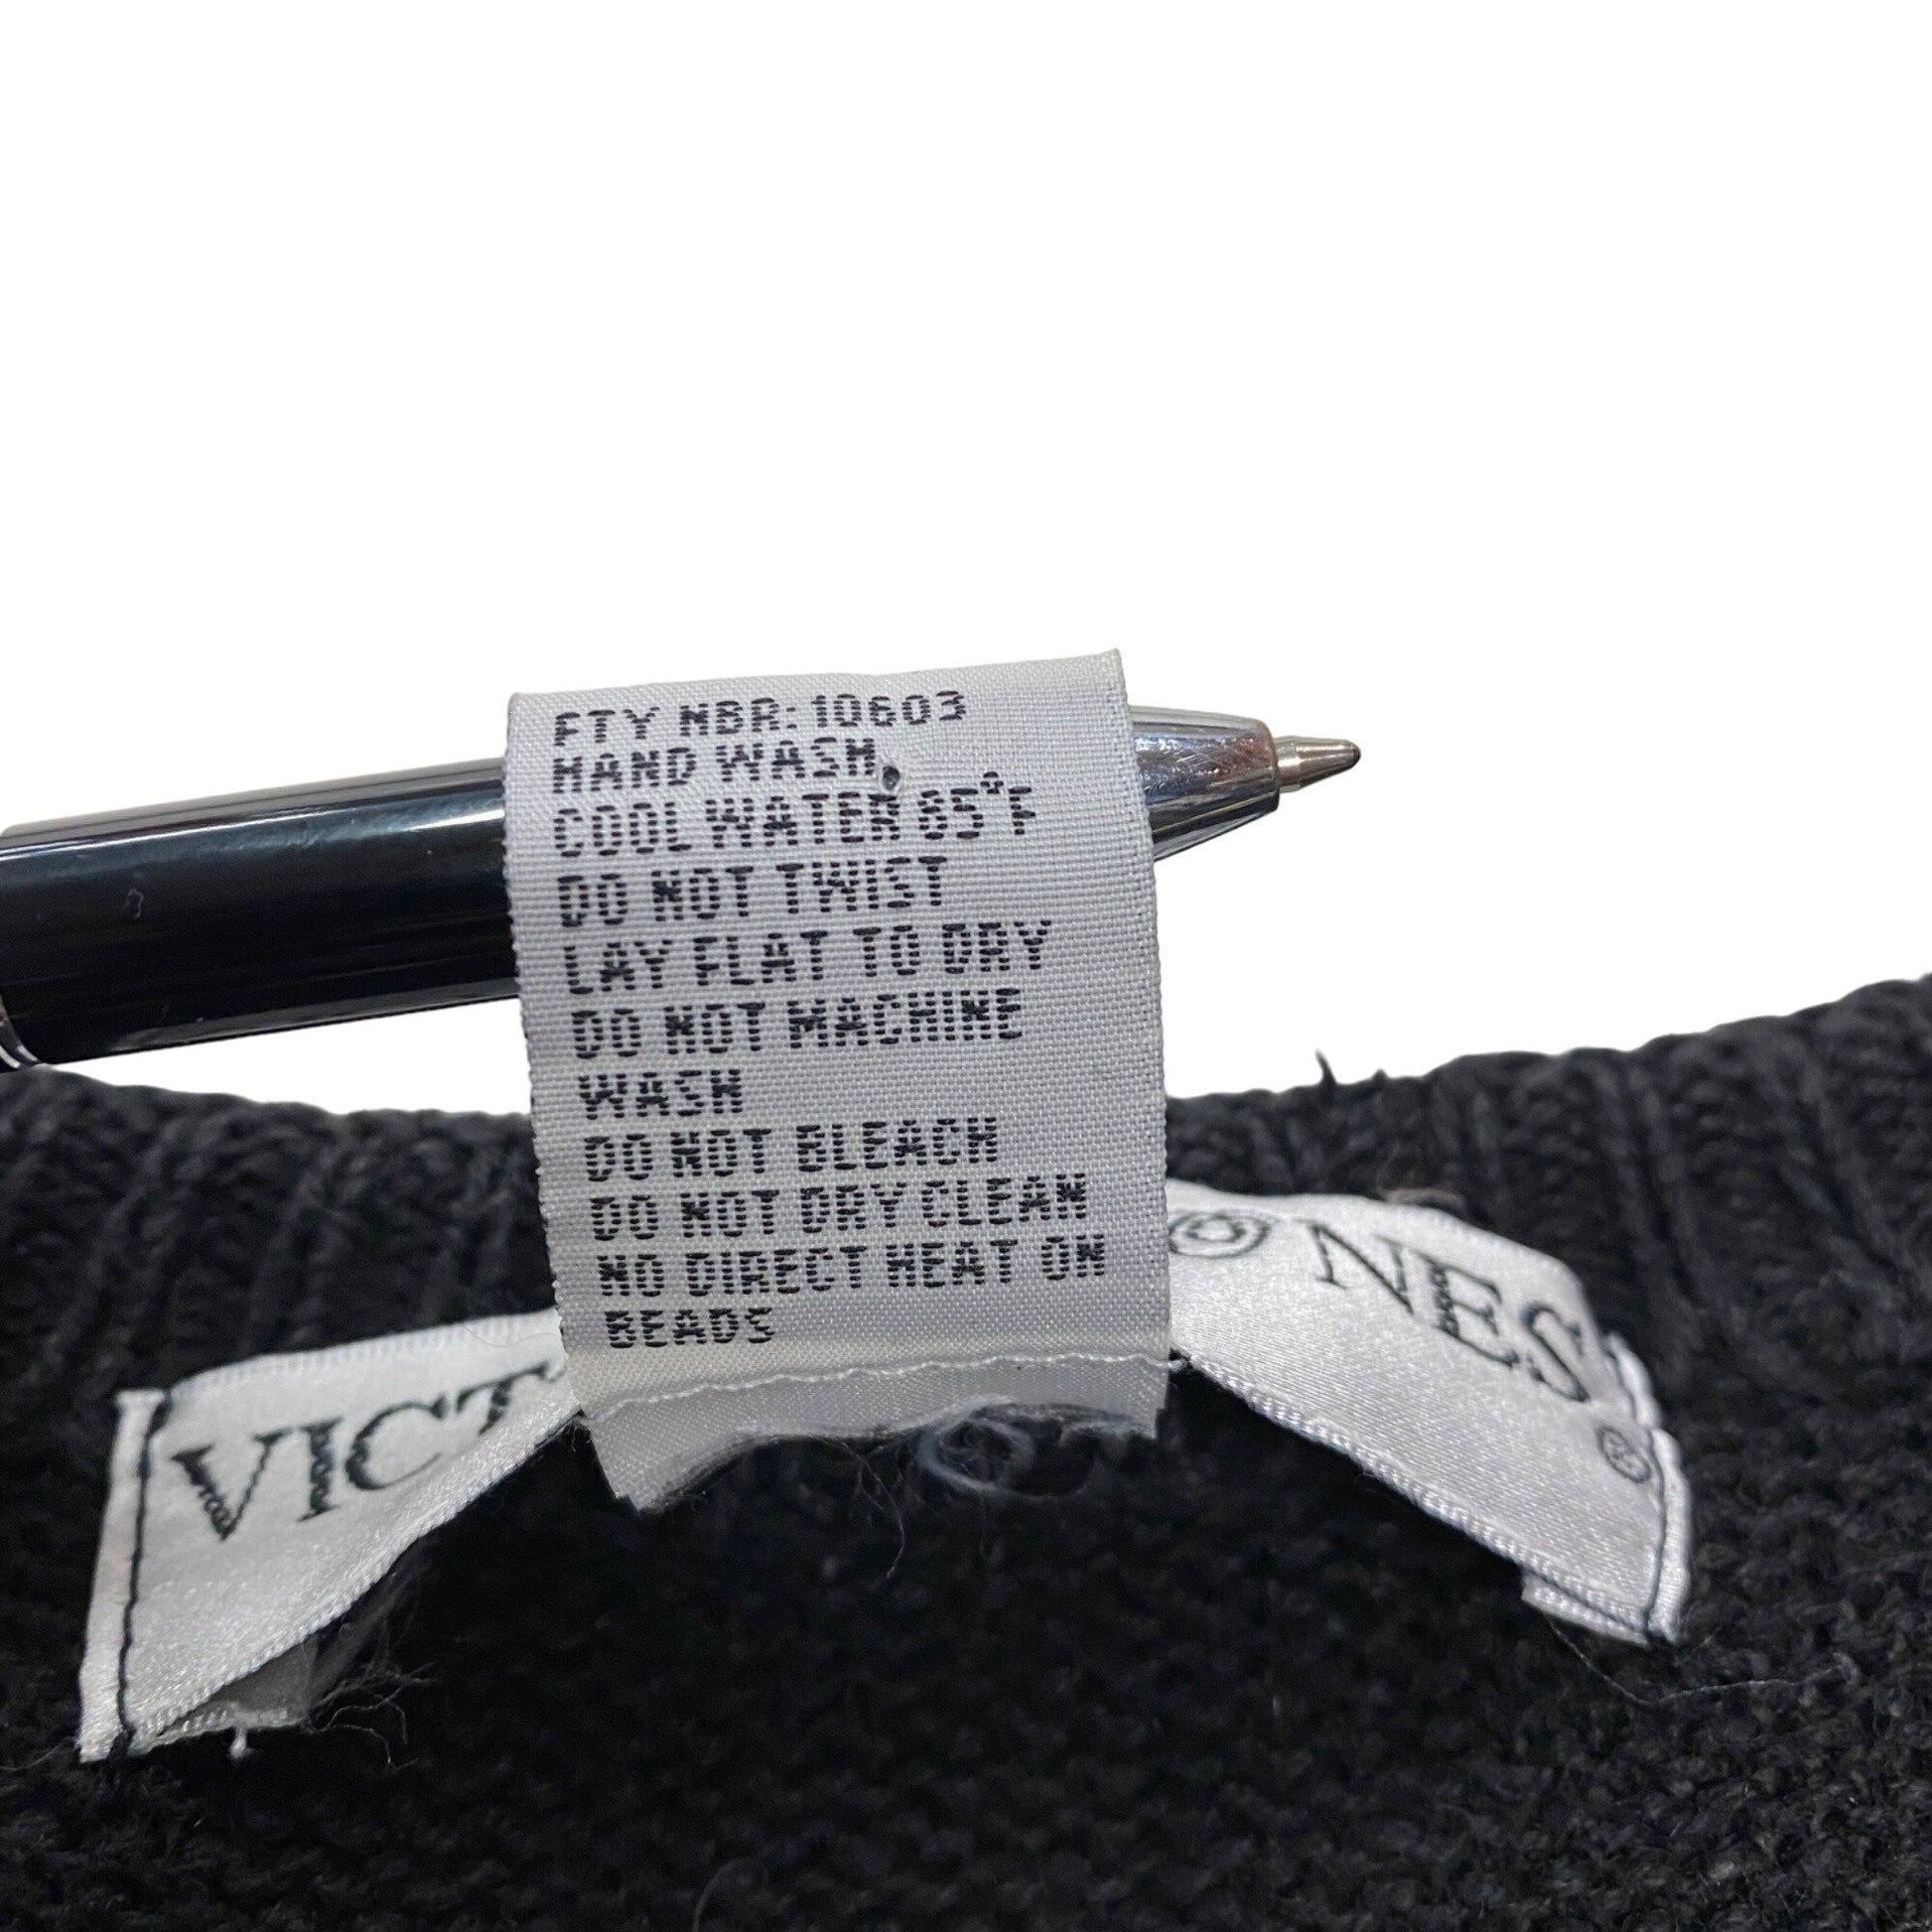 FTY NBR: 10603
HAND WASH
COOL WATER 85°F
DO NOT TWIST
LAY FLAT TO DRY
DO NOT MACHINE
WASH
DO NOT BLEACH
DO NOT DRY CLEAN
NO DIRECT HEAT ON
BEADS
VICT
© NES ®